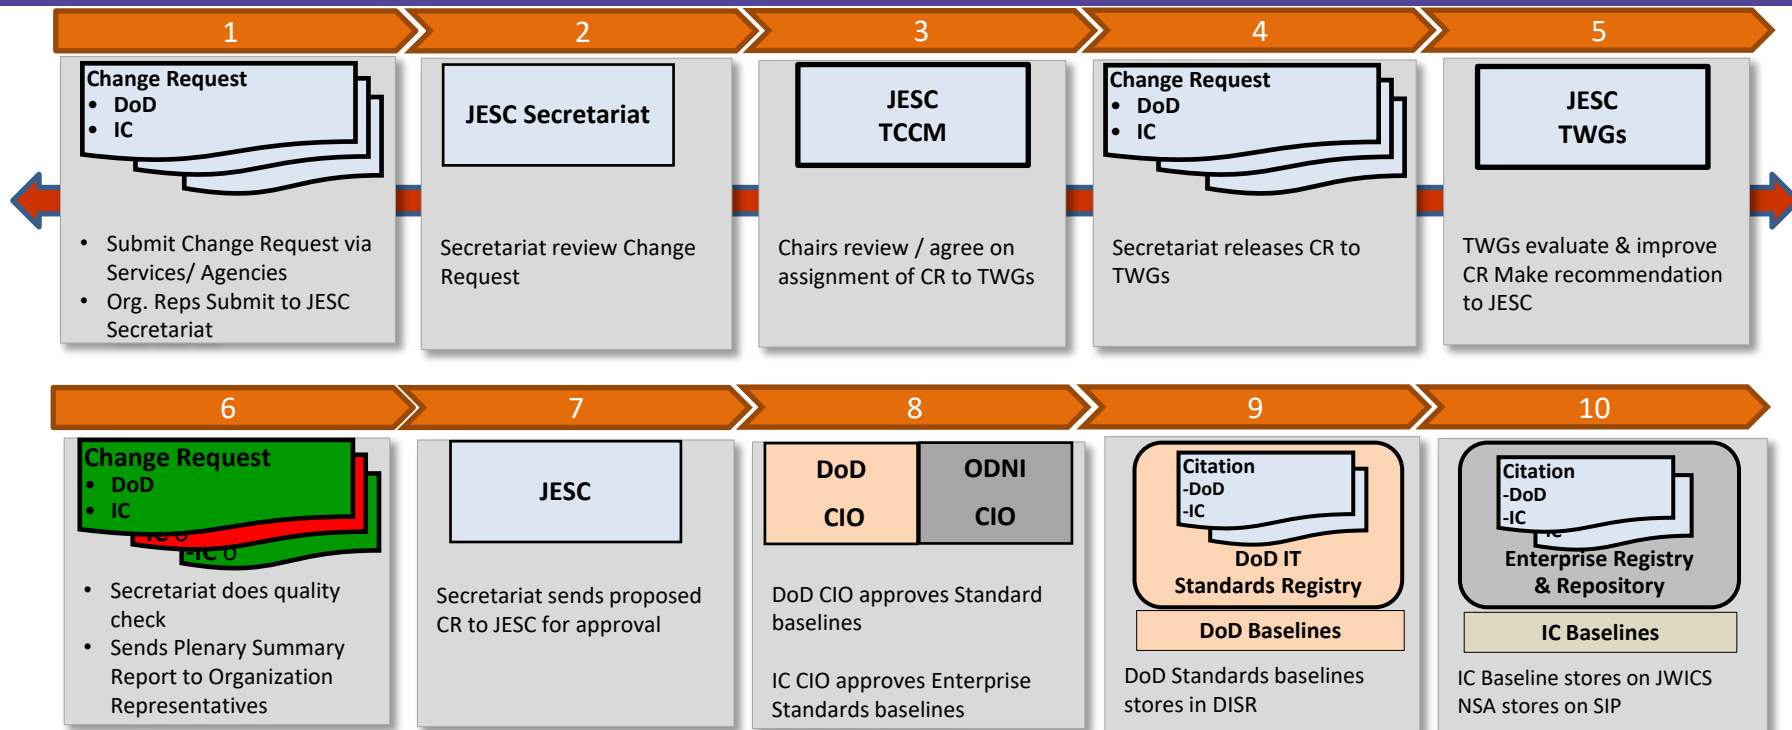 1
2
3
4
5
Change Request
• DoD
• IC
• Submit Change Request via
Services/ Agencies
• Org. Reps Submit to JESC
Secretariat
JESC Secretariat
Secretariat review Change
Request
JESC
TCCM
Chairs review / agree on
assignment of CR to TWGs
Change Request
• DoD
• IC
Secretariat releases CR to
TWGs
JESC
TWGs
TWGs evaluate & improve
CR Make recommendation
to JESC
6
7
8
9
10
Change Request
• DoD
• IC
-IC o
• Secretariat does quality
check
• Sends Plenary Summary
Report to Organization
Representatives
JESC
Secretariat sends proposed
CR to JESC for approval
DoD
CIO
ODNI
CIO
DoD CIO approves Standard
baselines
IC CIO approves Enterprise
Standards baselines
Citation
-DoD
-IC
DoD IT
Standards Registry
DoD Baselines
DoD Standards baselines
stores in DISR
Citation
-DoD
-IC
Enterprise Registry
& Repository
IC Baselines
IC Baseline stores on JWICS
NSA stores on SIP